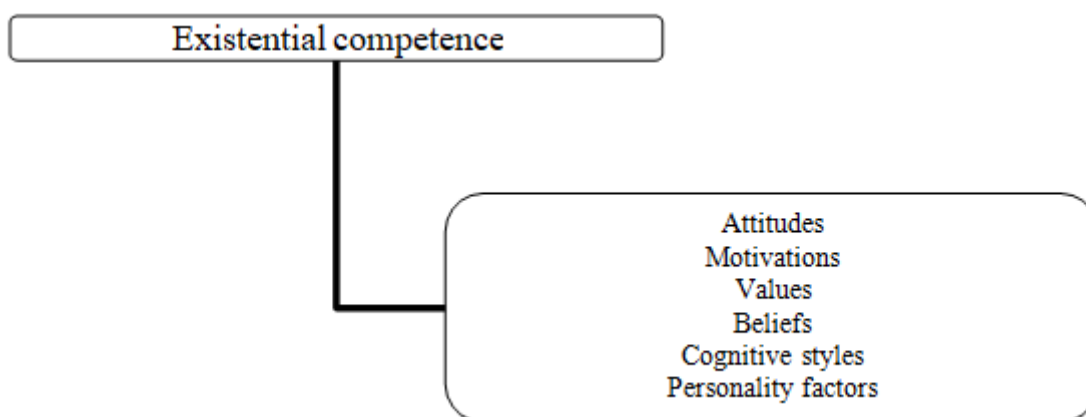 Existential competence
Attitudes
Motivations
Values
Beliefs
Cognitive styles
Personality factors